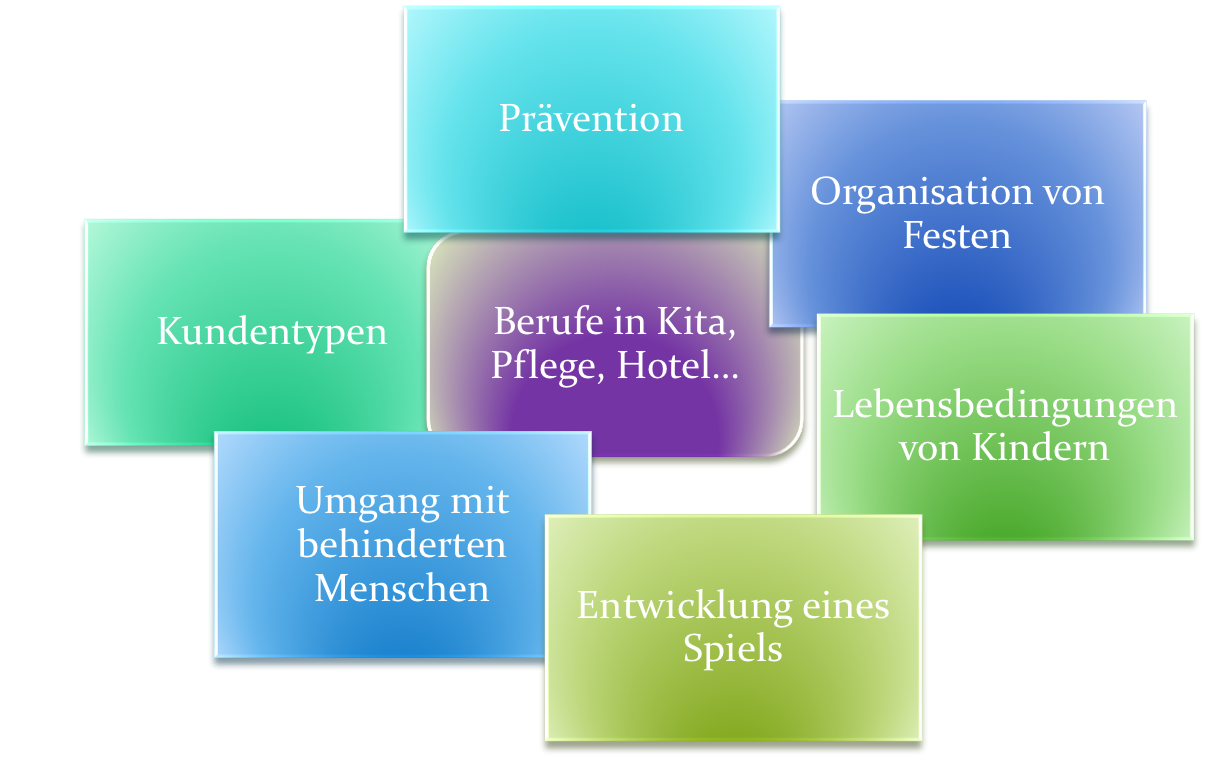 Prävention
Organisation von
Festen
Kundentypen
Berufe in Kita,
Pflege, Hotel...
Lebensbedingungen
von Kindern
Umgang mit
behinderten
Menschen
Entwicklung eines
Spiels